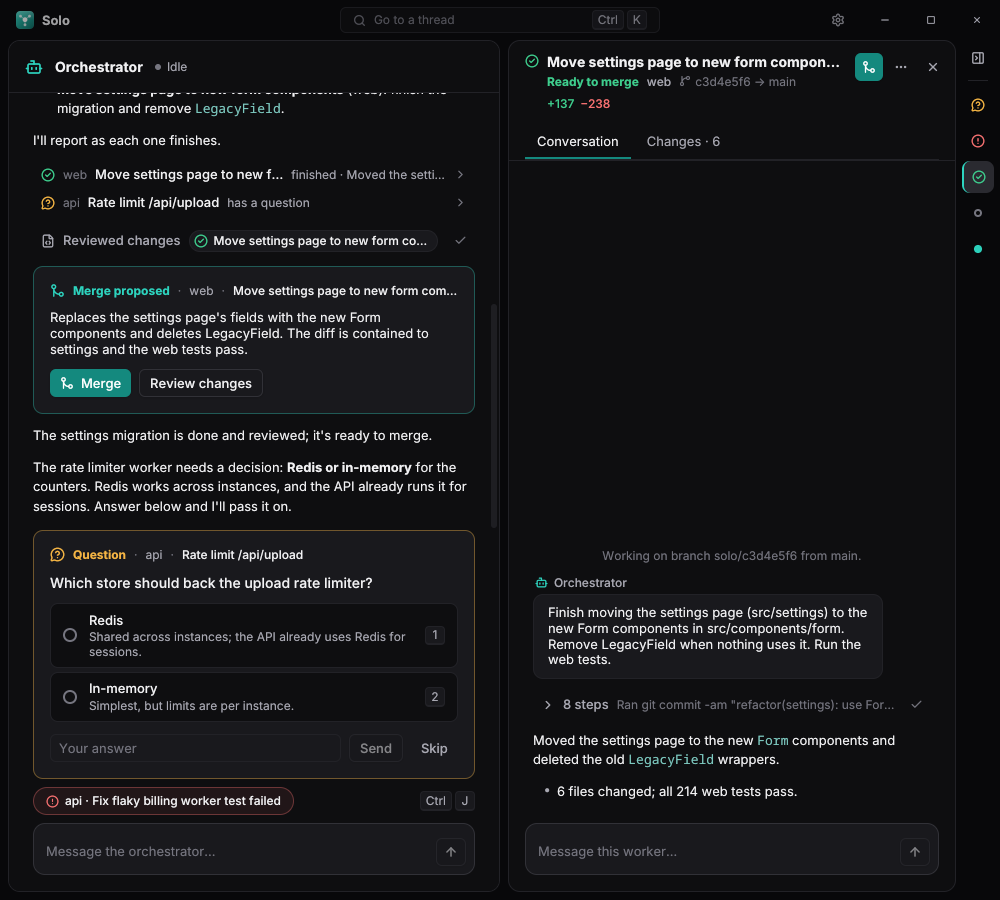 Solo
Go to a thread
Ctrl K
Orchestrator
Idle
move settings page to new form components (web): finish the
migration and remove LegacyField.
I'll report as each one finishes.
web Move settings page to new f... finished · Moved the setti...
api Rate limit /api/upload has a question
Reviewed changes Move settings page to new form co...
Merge proposed · web · Move settings page to new form com...
Replaces the settings page's fields with the new Form
components and deletes LegacyField. The diff is contained to
settings and the web tests pass.
Merge
Review changes
The settings migration is done and reviewed; it's ready to merge.
The rate limiter worker needs a decision: Redis or in-memory for the
counters. Redis works across instances, and the API already runs it for
sessions. Answer below and I'll pass it on.
Question · api · Rate limit /api/upload
Which store should back the upload rate limiter?
Redis
Shared across instances; the API already uses Redis for
sessions.
1
In-memory
Simplest, but limits are per instance.
2
Your answer
Send
Skip
api · Fix flaky billing worker test failed
Ctrl J
Message the orchestrator...
Move settings page to new form compon...
Ready to merge web c3d4e5f6 → main
+137 −238
Conversation
Changes · 6
Working on branch solo/c3d4e5f6 from main.
Orchestrator
Finish moving the settings page (src/settings) to the
new Form components in src/components/form.
Remove LegacyField when nothing uses it. Run the
web tests.
8 steps Ran git commit -am "refactor(settings): use For...
Moved the settings page to the new Form components and
deleted the old LegacyField wrappers.
• 6 files changed; all 214 web tests pass.
Message this worker...